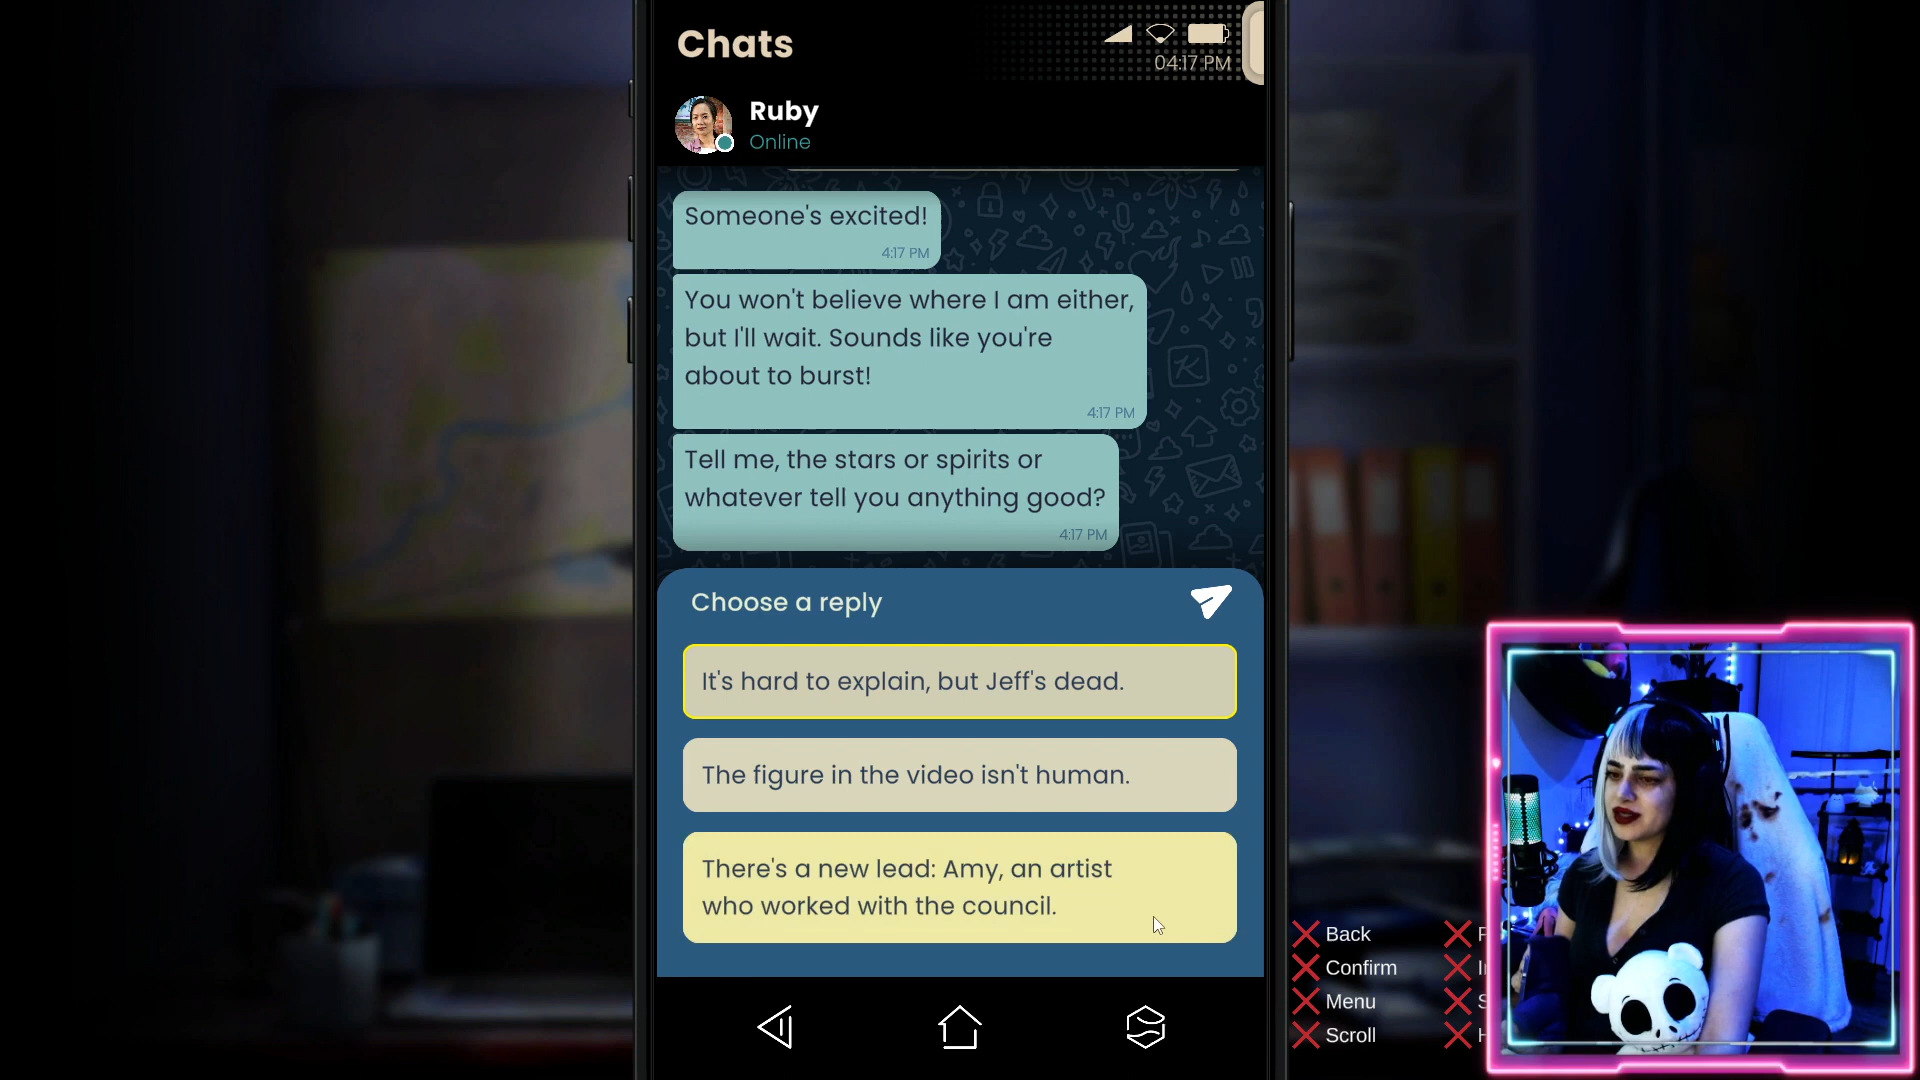 Chats
04:17 PM
Ruby
Online
Someone's excited!
4:17 PM
You won't believe where I am either,
but I'll wait. Sounds like you're
about to burst!
4:17 PM
Tell me, the stars or spirits or
whatever tell you anything good?
4:17 PM
Choose a reply
It's hard to explain, but Jeff's dead.
The figure in the video isn't human.
There's a new lead: Amy, an artist
who worked with the council.
Back
Confirm
Menu
Scroll